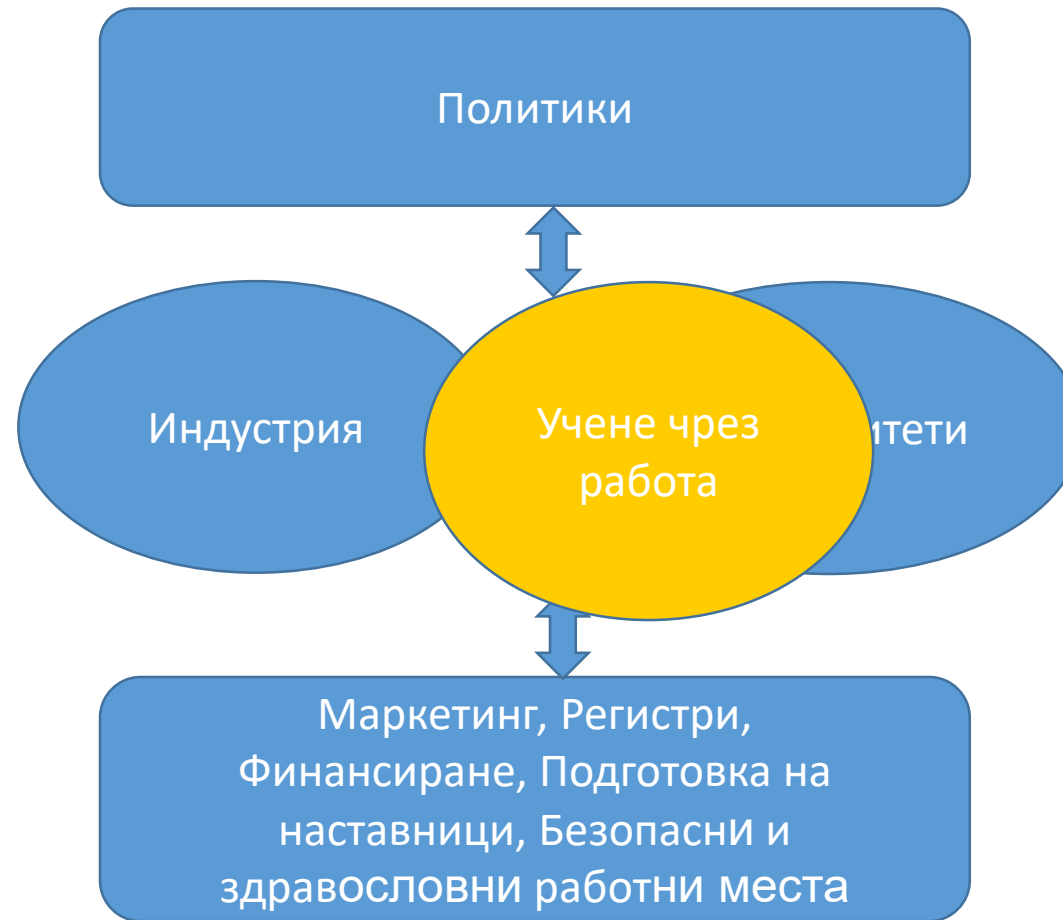 Политики
Индустрия
Учене чрез
работа
Маркетинг, Регистри,
Финансиране, Подготовка на
наставници, Безопасни и
здравословни работни места